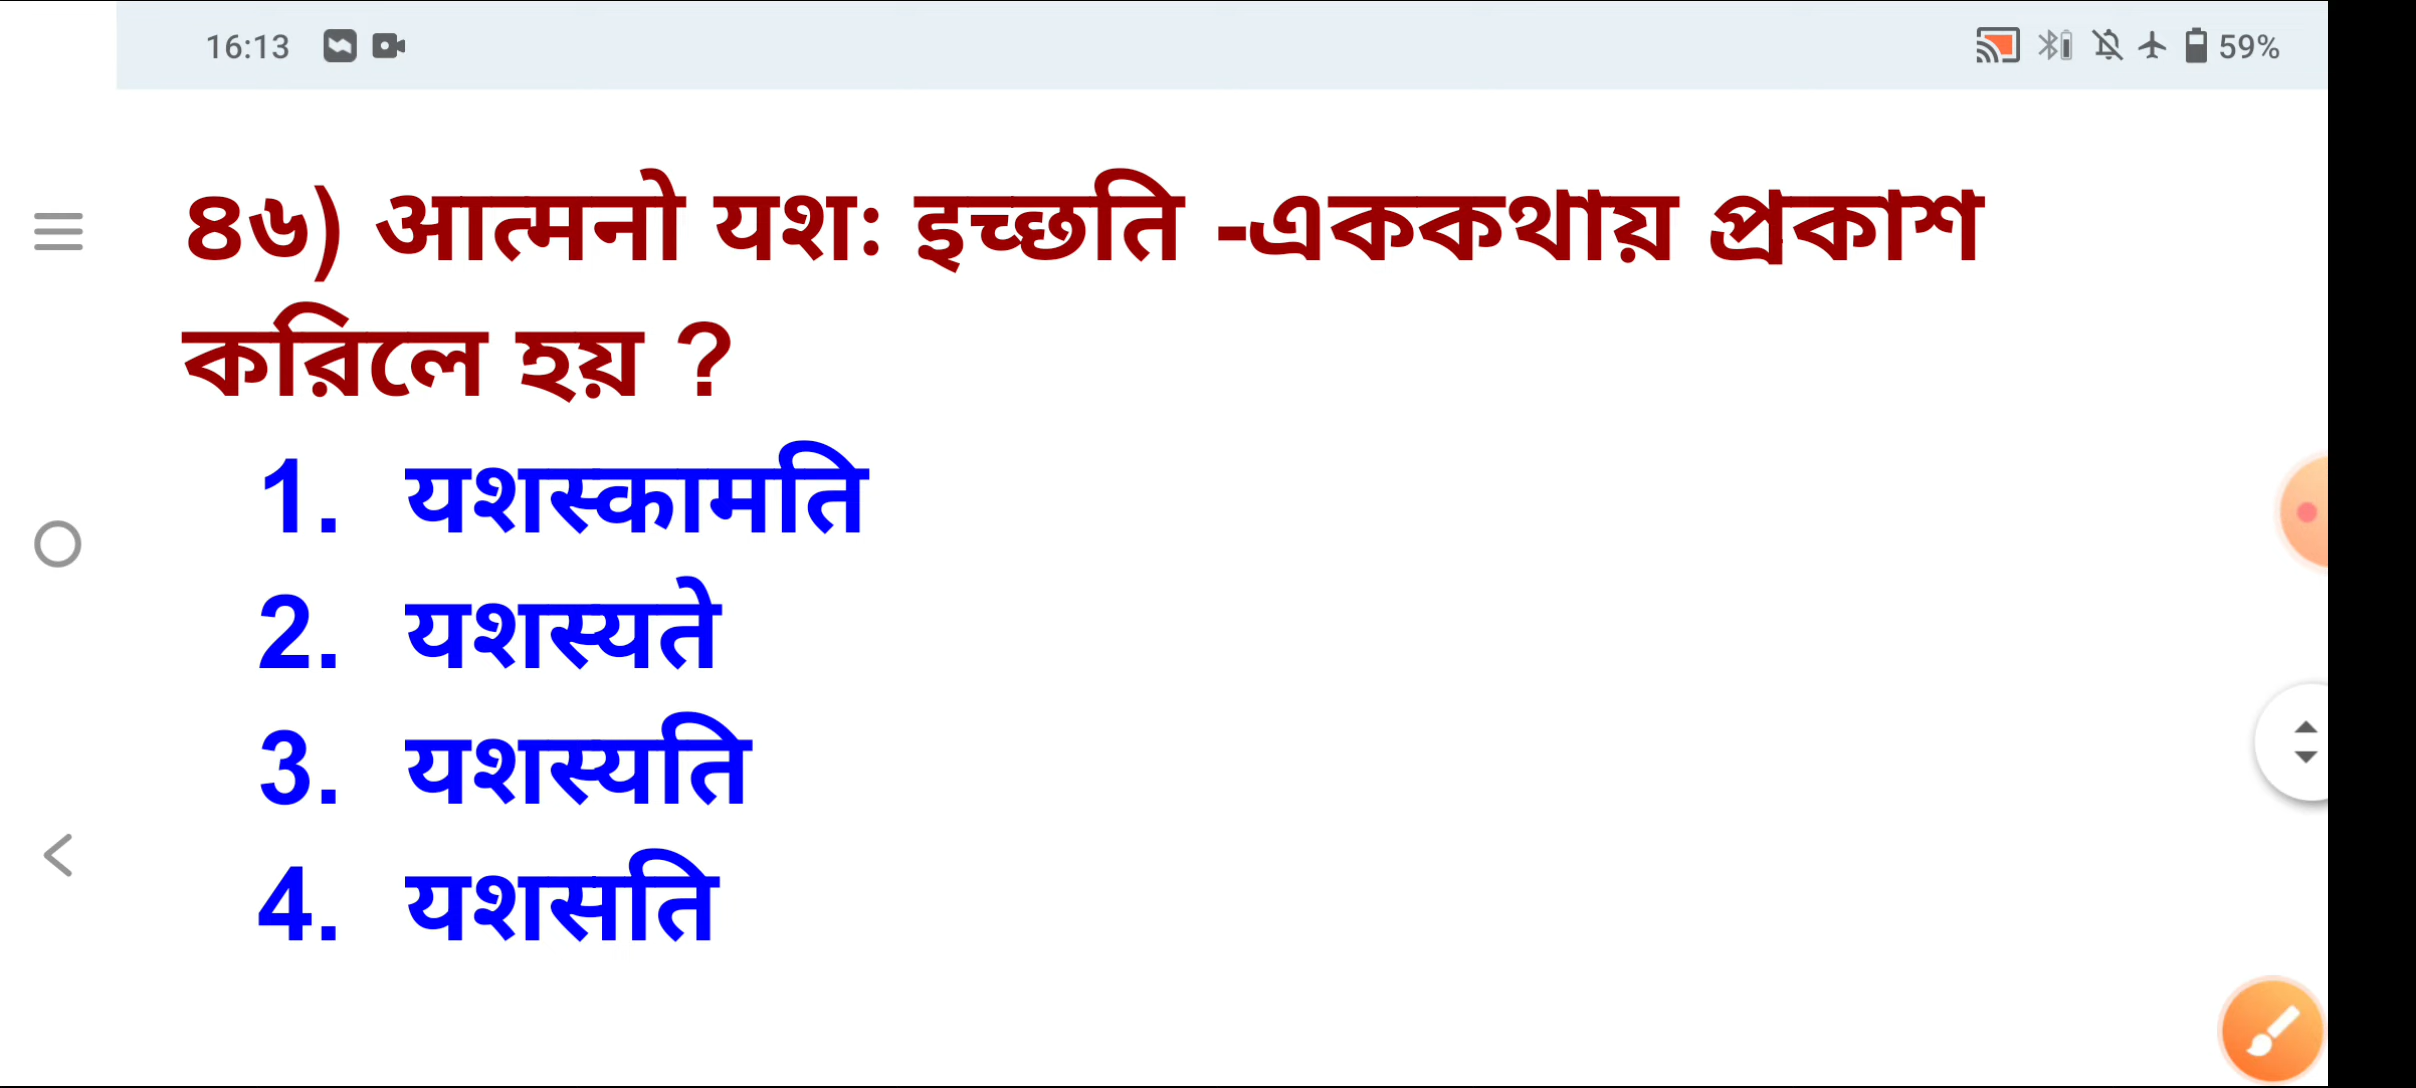 16:13 59%
৪৬) आत्मनो यश: इच्छति -এককথায় প্রকাশ
করিলে হয় ?
1. यशस्कामति
2. यशस्यते
3. यशस्यति
4. यशसति